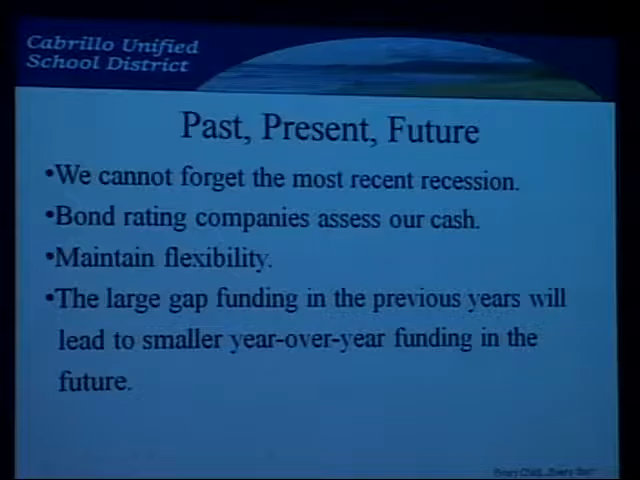 Cabrillo Unified
School District
Past, Present, Future
•We cannot forget the most recent recession.
•Bond rating companies assess our cash.
•Maintain flexibility.
•The large gap funding in the previous years will
lead to smaller year-over-year funding in the
future.